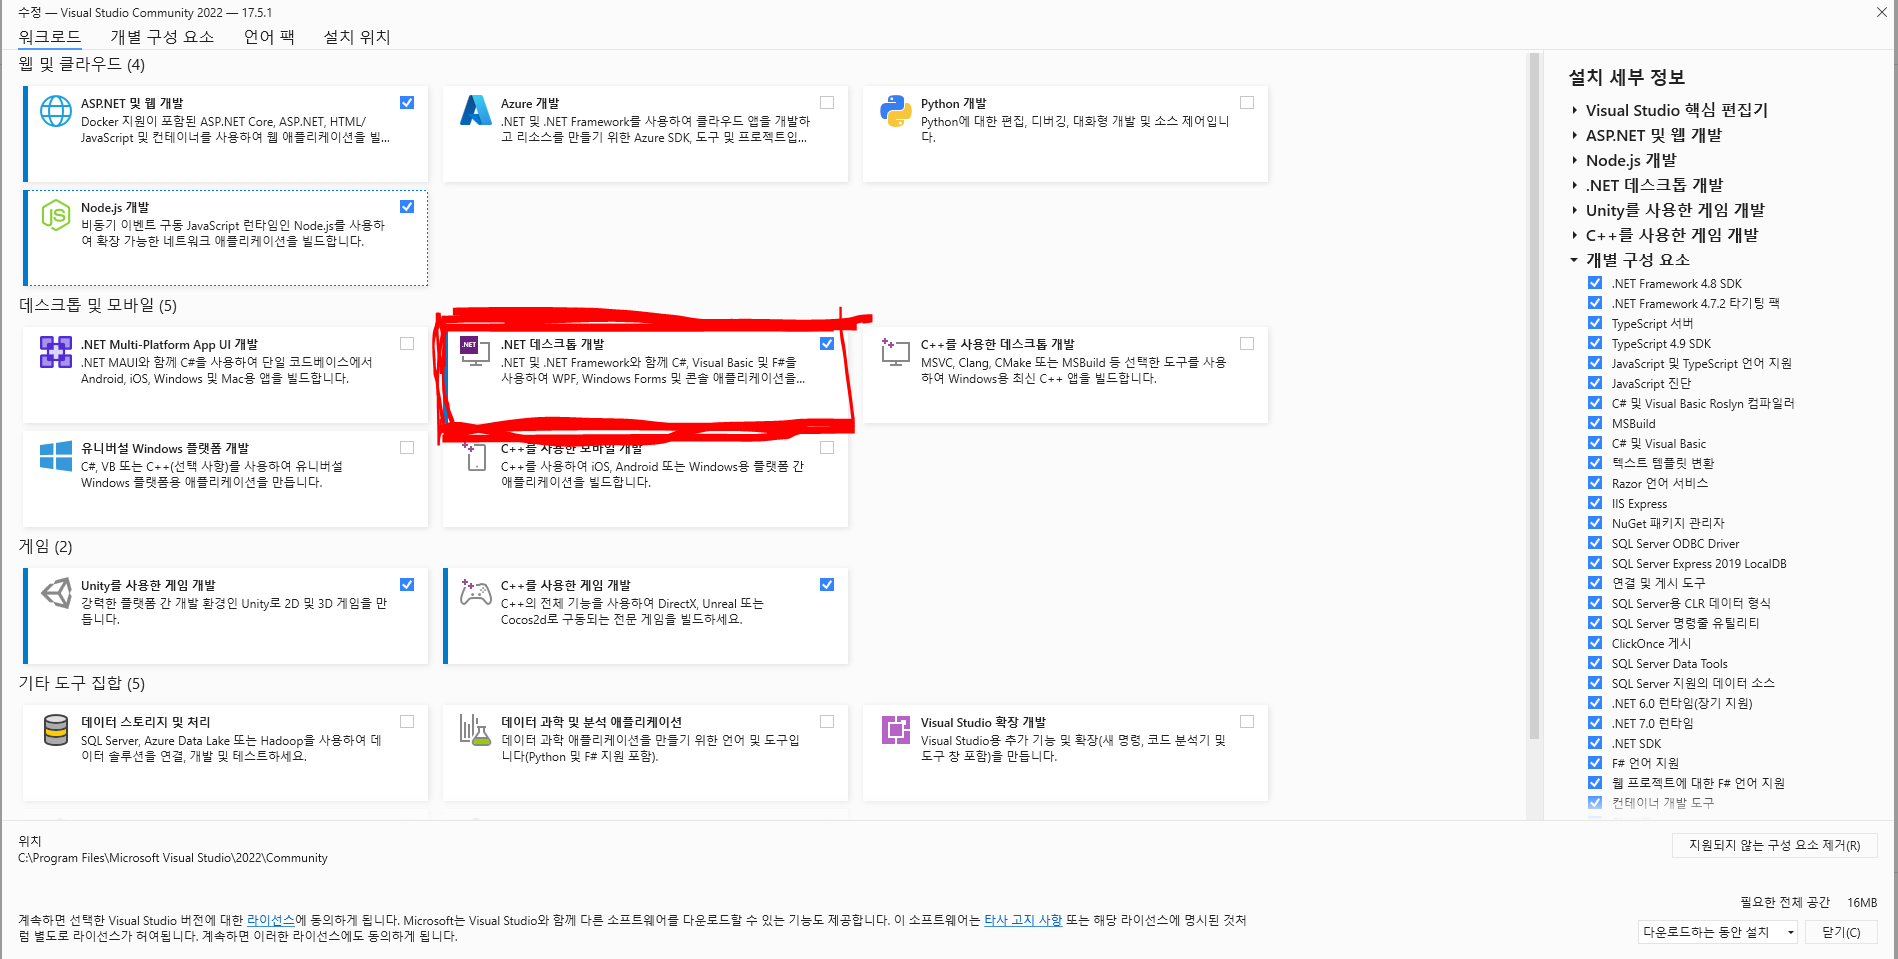 수정 — Visual Studio Community 2022 — 17.5.1
워크로드 개별 구성 요소 언어 팩 설치 위치
웹 및 클라우드 (4)
ASP.NET 및 웹 개발
Docker 지원이 포함된 ASP.NET Core, ASP.NET, HTML/
JavaScript 및 컨테이너를 사용하여 웹 애플리케이션을 빌...
Azure 개발
.NET 및 .NET Framework를 사용하여 클라우드 앱을 개발하
고 리소스를 만들기 위한 Azure SDK, 도구 및 프로젝트입...
Python 개발
Python에 대한 편집, 디버깅, 대화형 개발 및 소스 제어입니
다.
Node.js 개발
비동기 이벤트 구동 JavaScript 런타임인 Node.js를 사용하
여 확장 가능한 네트워크 애플리케이션을 빌드합니다.
데스크톱 및 모바일 (5)
.NET Multi-Platform App UI 개발
.NET MAUI와 함께 C#을 사용하여 단일 코드베이스에서
Android, iOS, Windows 및 Mac용 앱을 빌드합니다.
.NET
.NET 데스크톱 개발
.NET 및 .NET Framework와 함께 C#, Visual Basic 및 F#을
사용하여 WPF, Windows Forms 및 콘솔 애플리케이션을...
C++를 사용한 데스크톱 개발
MSVC, Clang, CMake 또는 MSBuild 등 선택한 도구를 사용
하여 Windows용 최신 C++ 앱을 빌드합니다.
유니버설 Windows 플랫폼 개발
C#, VB 또는 C++(선택 사항)를 사용하여 유니버설
Windows 플랫폼용 애플리케이션을 만듭니다.
C++를 사용한 모바일 개발
C++를 사용하여 iOS, Android 또는 Windows용 플랫폼 간
애플리케이션을 빌드합니다.
게임 (2)
Unity를 사용한 게임 개발
강력한 플랫폼 간 개발 환경인 Unity로 2D 및 3D 게임을 만
듭니다.
C++를 사용한 게임 개발
C++의 전체 기능을 사용하여 DirectX, Unreal 또는
Cocos2d로 구동되는 전문 게임을 빌드하세요.
기타 도구 집합 (5)
데이터 스토리지 및 처리
SQL Server, Azure Data Lake 또는 Hadoop을 사용하여 데
이터 솔루션을 연결, 개발 및 테스트하세요.
데이터 과학 및 분석 애플리케이션
데이터 과학 애플리케이션을 만들기 위한 언어 및 도구입
니다(Python 및 F# 지원 포함).
Visual Studio 확장 개발
Visual Studio용 추가 기능 및 확장(새 명령, 코드 분석기 및
도구 창 포함)을 만듭니다.
설치 세부 정보
Visual Studio 핵심 편집기
ASP.NET 및 웹 개발
Node.js 개발
.NET 데스크톱 개발
Unity를 사용한 게임 개발
C++를 사용한 게임 개발
개별 구성 요소
.NET Framework 4.8 SDK
.NET Framework 4.7.2 타기팅 팩
TypeScript 서버
TypeScript 4.9 SDK
JavaScript 및 TypeScript 언어 지원
JavaScript 진단
C# 및 Visual Basic Roslyn 컴파일러
MSBuild
C# 및 Visual Basic
텍스트 템플릿 변환
Razor 언어 서비스
IIS Express
NuGet 패키지 관리자
SQL Server ODBC Driver
SQL Server Express 2019 LocalDB
연결 및 게시 도구
SQL Server용 CLR 데이터 형식
SQL Server 명령줄 유틸리티
ClickOnce 게시
SQL Server Data Tools
SQL Server 지원의 데이터 소스
.NET 6.0 런타임(장기 지원)
.NET 7.0 런타임
.NET SDK
F# 언어 지원
웹 프로젝트에 대한 F# 언어 지원
컨테이너 개발 도구
위치
C:\Program Files\Microsoft Visual Studio\2022\Community
지원되지 않는 구성 요소 제거(R)
필요한 전체 공간 16MB
계속하면 선택한 Visual Studio 버전에 대한 라이선스에 동의하게 됩니다. Microsoft는 Visual Studio와 함께 다른 소프트웨어를 다운로드할 수 있는 기능도 제공합니다. 이 소프트웨어는 타사 고지 사항 또는 해당 라이선스에 명시된 것처
럼 별도로 라이선스가 허여됩니다. 계속하면 이러한 라이선스에도 동의하게 됩니다.
다운로드하는 동안 설치 닫기(C)